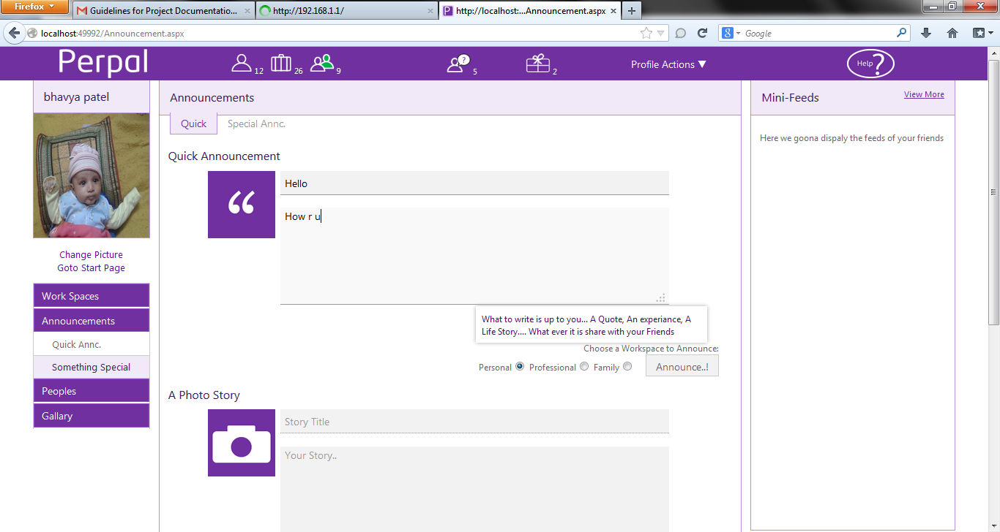 Firefox
Guidelines for Project Documentatio...
http://192.168.1.1/
http://localhost:...Announcement.aspx
localhost:49992/Announcement.aspx
Google
Perpal
12
26
9
5
2
Profile Actions ▼
Help ?
bhavya patel
Change Picture
Goto Start Page
Work Spaces
Announcements
Quick Annc.
Something Special
Peoples
Gallary
Announcements
Quick
Special Annc.
Quick Announcement
Hello
How r u
What to write is up to you... A Quote, An experiance, A
Life Story.... What ever it is share with your Friends
Choose a Workspace to Announce:
Personal Professional Family Announce..!
A Photo Story
Story Title
Your Story..
Mini-Feeds
View More
Here we goona dispaly the feeds of your friends